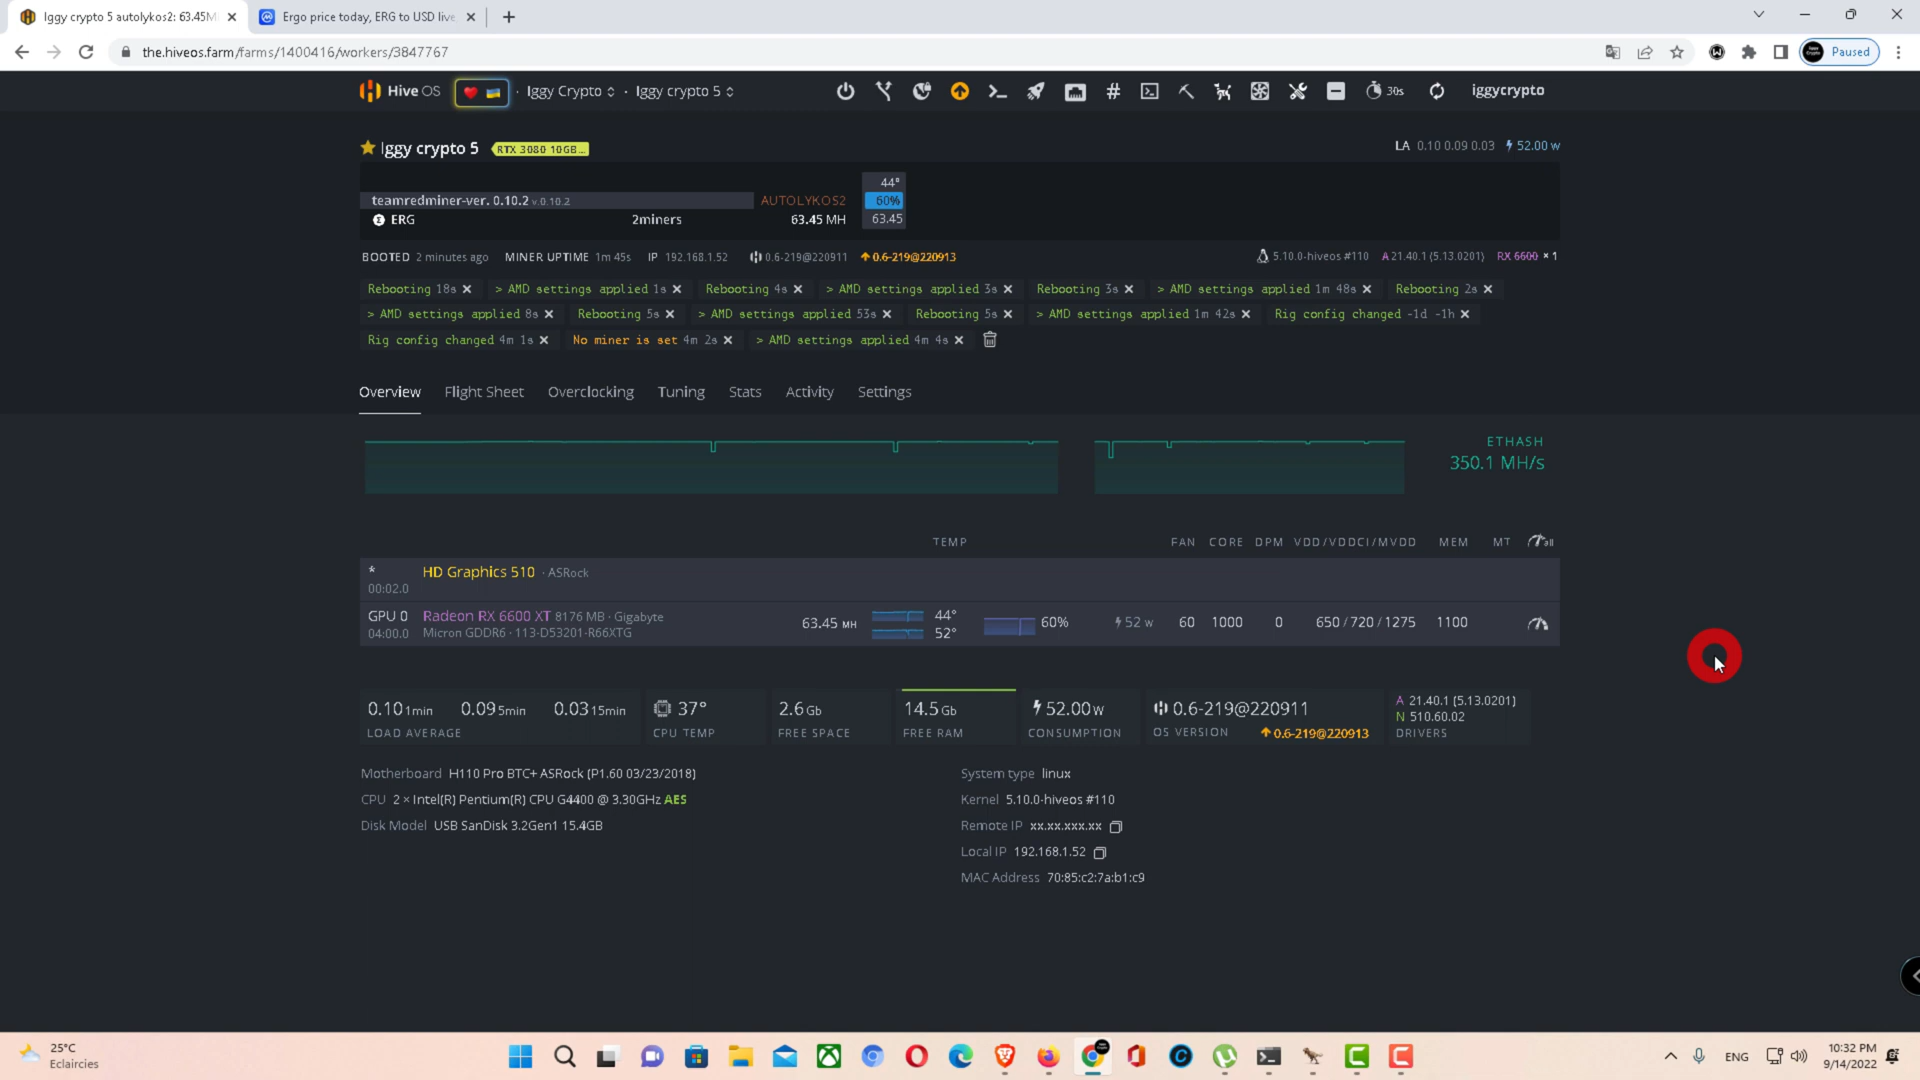 Iggy crypto 5 autolykos2: 63.45M
Ergo price today, ERG to USD live
the.hiveos.farm/farms/1400416/workers/3847767
Paused
Hive OS · Iggy Crypto · Iggy crypto 5
30s
iggycrypto
Iggy crypto 5 RTX 3080 10GB...
LA 0.10 0.09 0.03 52.00 W
teamredminer-ver. 0.10.2 v.0.10.2 AUTOLYKOS2
ERG 2miners 63.45 MH
44°
60%
63.45
BOOTED 2 minutes ago MINER UPTIME 1m 45s IP 192.168.1.52 0.6-219@220911 0.6-219@220913 5.10.0-hiveos #110 A 21.40.1 (5.13.0201) RX 6600 × 1
Rebooting 18s > AMD settings applied 1s Rebooting 4s > AMD settings applied 3s Rebooting 3s > AMD settings applied 1m 48s Rebooting 2s
> AMD settings applied 8s Rebooting 5s > AMD settings applied 53s Rebooting 5s > AMD settings applied 1m 42s Rig config changed -1d -1h
Rig config changed 4m 1s No miner is set 4m 2s > AMD settings applied 4m 4s
Overview Flight Sheet Overclocking Tuning Stats Activity Settings
ETHASH
350.1 MH/s
TEMP FAN CORE DPM VDD/VDDCI/MVDD MEM MT all
* HD Graphics 510 · ASRock
00:02.0
GPU 0 Radeon RX 6600 XT 8176 MB · Gigabyte
04:00.0 Micron GDDR6 · 113-D53201-R66XTG
63.45 MH 44° 52° 60% 52 W 60 1000 0 650 / 720 / 1275 1100
0.10 1min 0.09 5min 0.03 15min
LOAD AVERAGE
37°
CPU TEMP
2.6 Gb
FREE SPACE
14.5 Gb
FREE RAM
52.00 W
CONSUMPTION
0.6-219@220911
OS VERSION 0.6-219@220913
A 21.40.1 (5.13.0201)
N 510.60.02
DRIVERS
Motherboard H110 Pro BTC+ ASRock (P1.60 03/23/2018)
CPU 2 × Intel(R) Pentium(R) CPU G4400 @ 3.30GHz AES
Disk Model USB SanDisk 3.2Gen1 15.4GB
System type linux
Kernel 5.10.0-hiveos #110
Remote IP xx.xx.xxx.xx
Local IP 192.168.1.52
MAC Address 70:85:c2:7a:b1:c9
25°C
Eclaircies
ENG
10:32 PM
9/14/2022